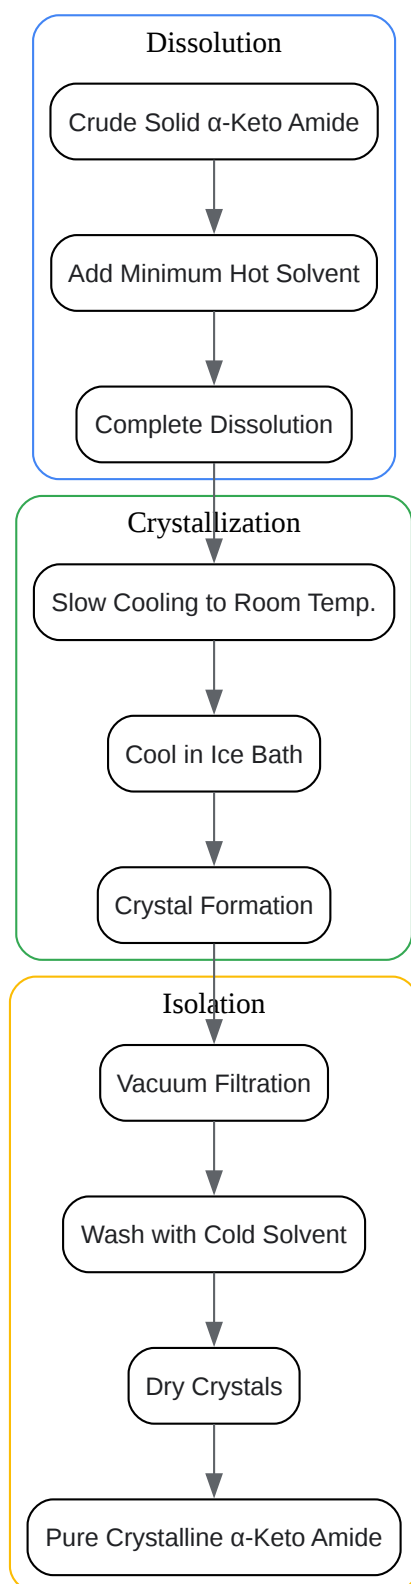 Dissolution
Crude Solid α-Keto Amide
Add Minimum Hot Solvent
Complete Dissolution
Crystallization
Slow Cooling to Room Temp.
Cool in Ice Bath
Crystal Formation
Isolation
Vacuum Filtration
Wash with Cold Solvent
Dry Crystals
Pure Crystalline α-Keto Amide